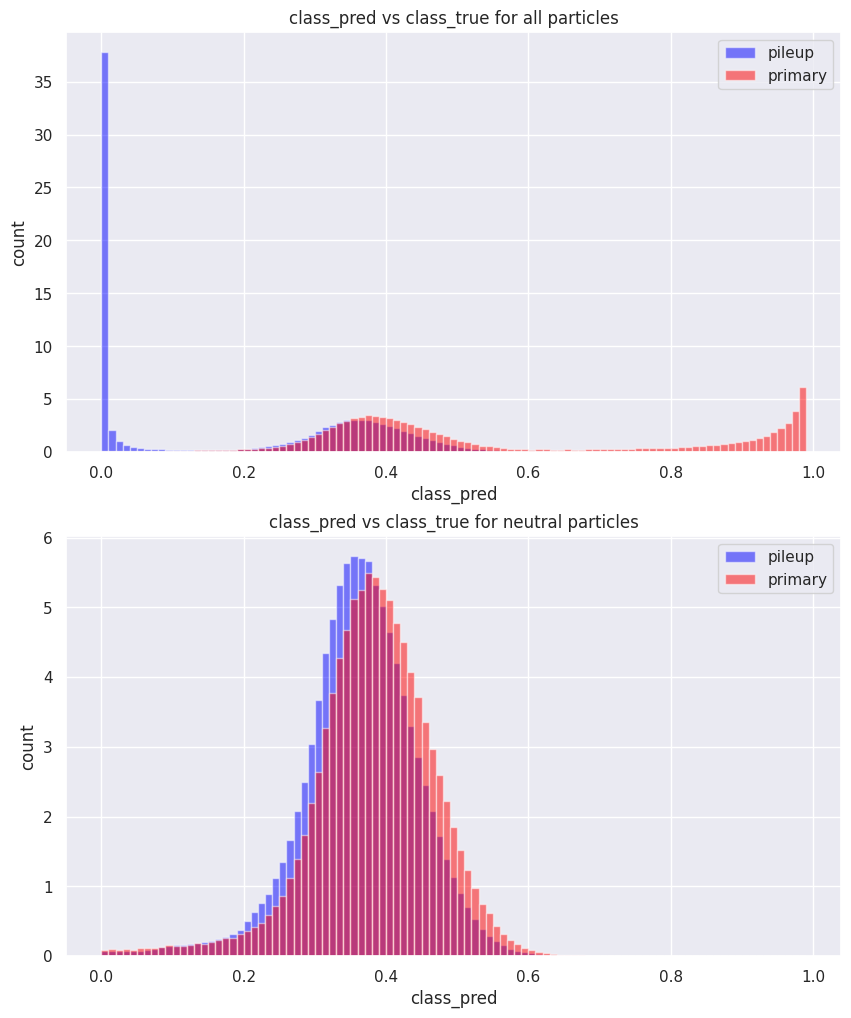 class_pred vs class_true for all particles
pileup
primary
count
35
30
25
20
15
10
5
0
0.0 0.2 0.4 0.6 0.8 1.0
class_pred
class_pred vs class_true for neutral particles
pileup
primary
count
6
5
4
3
2
1
0
0.0 0.2 0.4 0.6 0.8 1.0
class_pred